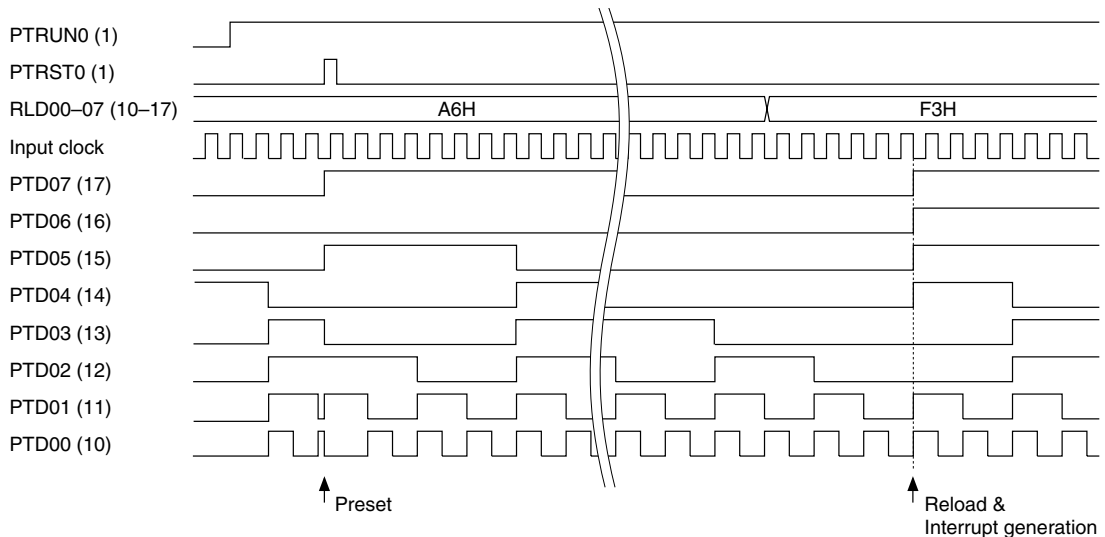 PTRUN0 (1)
PTRST0 (1)
RLD00–07 (10–17) A6H F3H
Input clock
PTD07 (17)
PTD06 (16)
PTD05 (15)
PTD04 (14)
PTD03 (13)
PTD02 (12)
PTD01 (11)
PTD00 (10)
Preset
Reload &
Interrupt generation